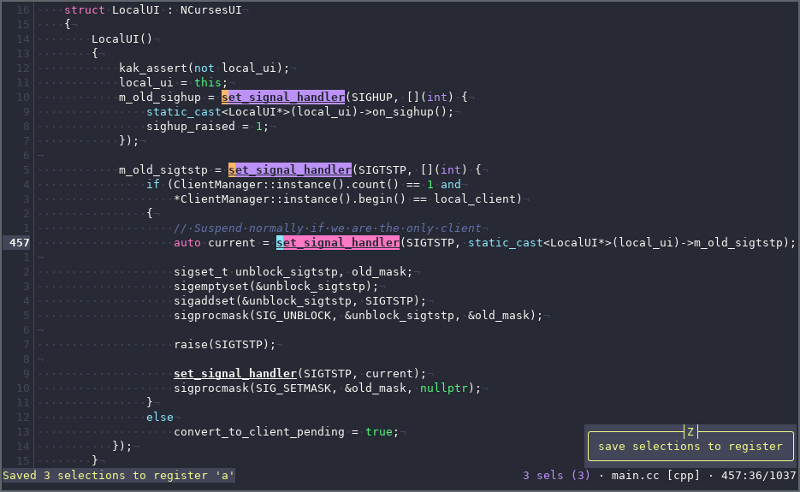 16 ····struct·LocalUI·:·NCursesUI¬
15 ····{¬
14 ········LocalUI()¬
13 ········{¬
12 ············kak_assert(not·local_ui);¬
11 ············local_ui·=·this;¬
10 ············m_old_sighup·=·set_signal_handler(SIGHUP,·[](int)·{¬
9 ················static_cast<LocalUI*>(local_ui)->on_sighup();¬
8 ················sighup_raised·=·1;¬
7 ············});¬
6 ¬
5 ············m_old_sigtstp·=·set_signal_handler(SIGTSTP,·[](int)·{¬
4 ················if·(ClientManager::instance().count()·==·1·and¬
3 ····················*ClientManager::instance().begin()·==·local_client)¬
2 ················{¬
1 ····················//·Suspend·normally·if·we·are·the·only·client¬
457 ····················auto·current·=·set_signal_handler(SIGTSTP,·static_cast<LocalUI*>(local_ui)->m_old_sigtstp);
1 ¬
2 ····················sigset_t·unblock_sigtstp,·old_mask;¬
3 ····················sigemptyset(&unblock_sigtstp);¬
4 ····················sigaddset(&unblock_sigtstp,·SIGTSTP);¬
5 ····················sigprocmask(SIG_UNBLOCK,·&unblock_sigtstp,·&old_mask);¬
6 ¬
7 ····················raise(SIGTSTP);¬
8 ¬
9 ····················set_signal_handler(SIGTSTP,·current);¬
10 ····················sigprocmask(SIG_SETMASK,·&old_mask,·nullptr);¬
11 ················}¬
12 ················else¬
13 ····················convert_to_client_pending·=·true;¬
14 ···········});¬
15 ········}¬
Z
save selections to register
Saved 3 selections to register 'a'
3 sels (3) · main.cc [cpp] · 457:36/1037